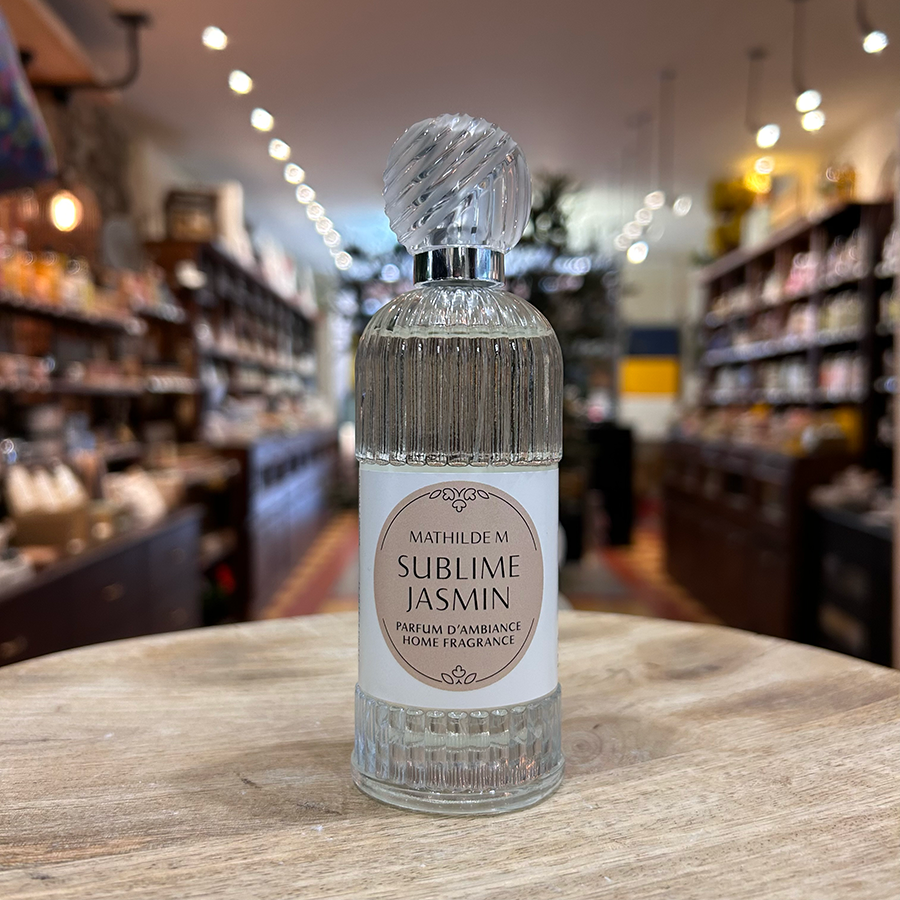 MATHILDE M
SUBLIME
JASMIN
PARFUM D'AMBIANCE
HOME FRAGRANCE